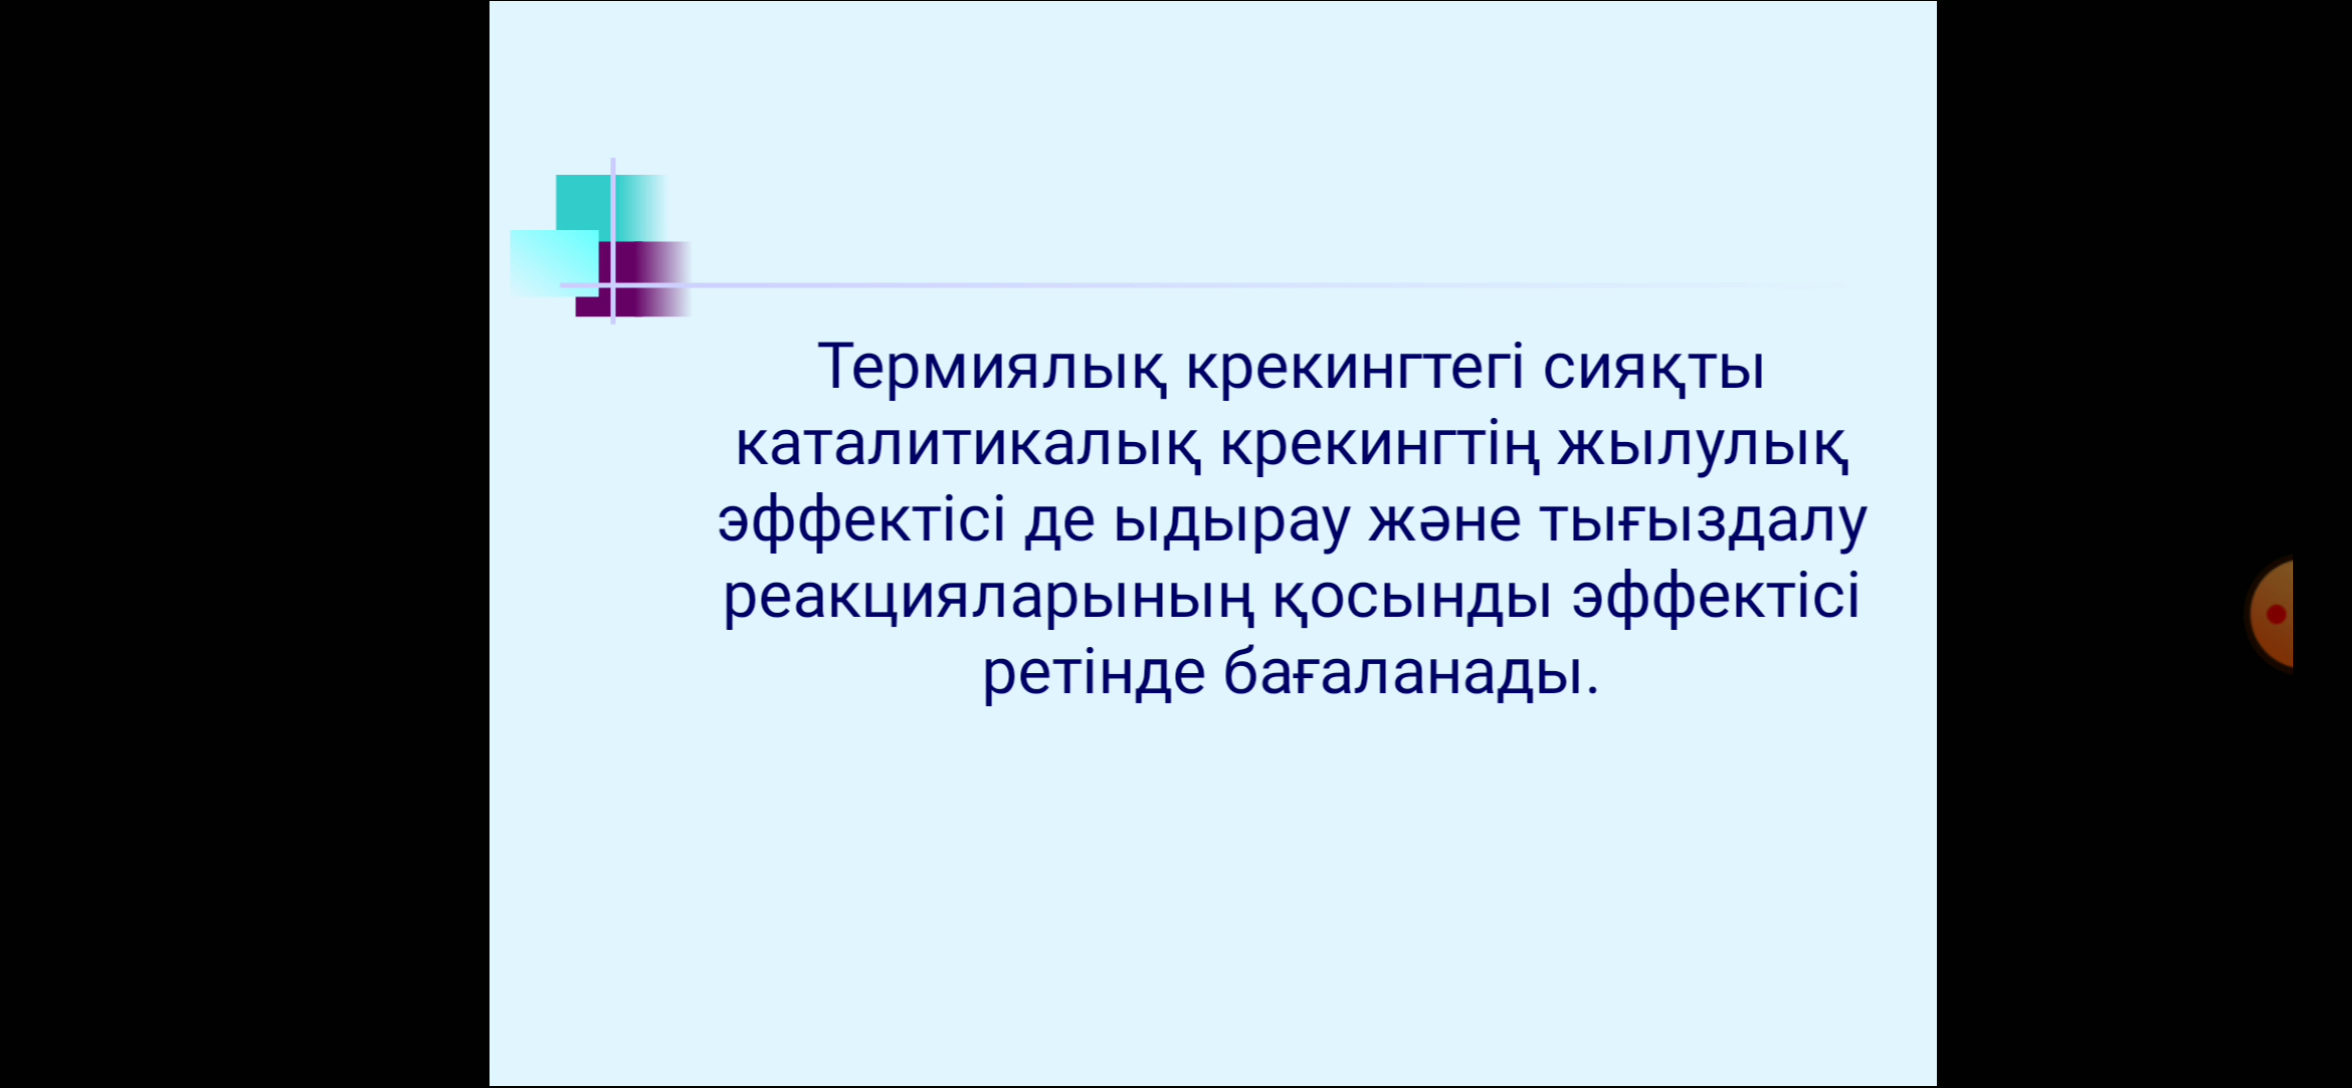 Термиялық крекингтегі сияқты
каталитикалық крекингтің жылулық
эффектісі де ыдырау және тығыздалу
реакцияларының қосынды эффектісі
ретінде бағаланады.